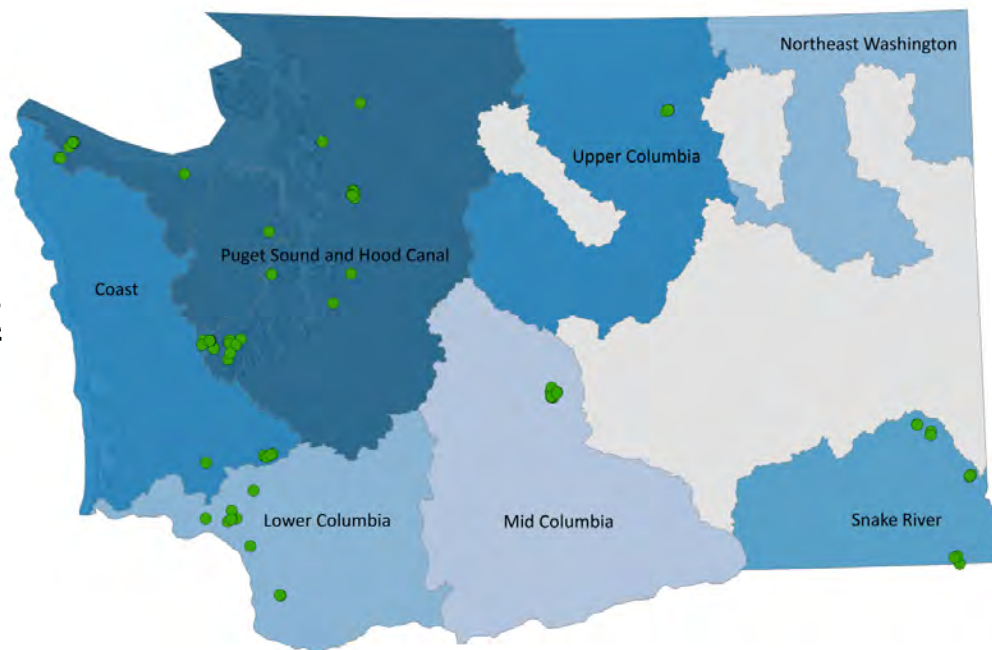 Northeast Washington
Upper Columbia
Puget Sound and Hood Canal
Coast
Lower Columbia
Mid Columbia
Snake River